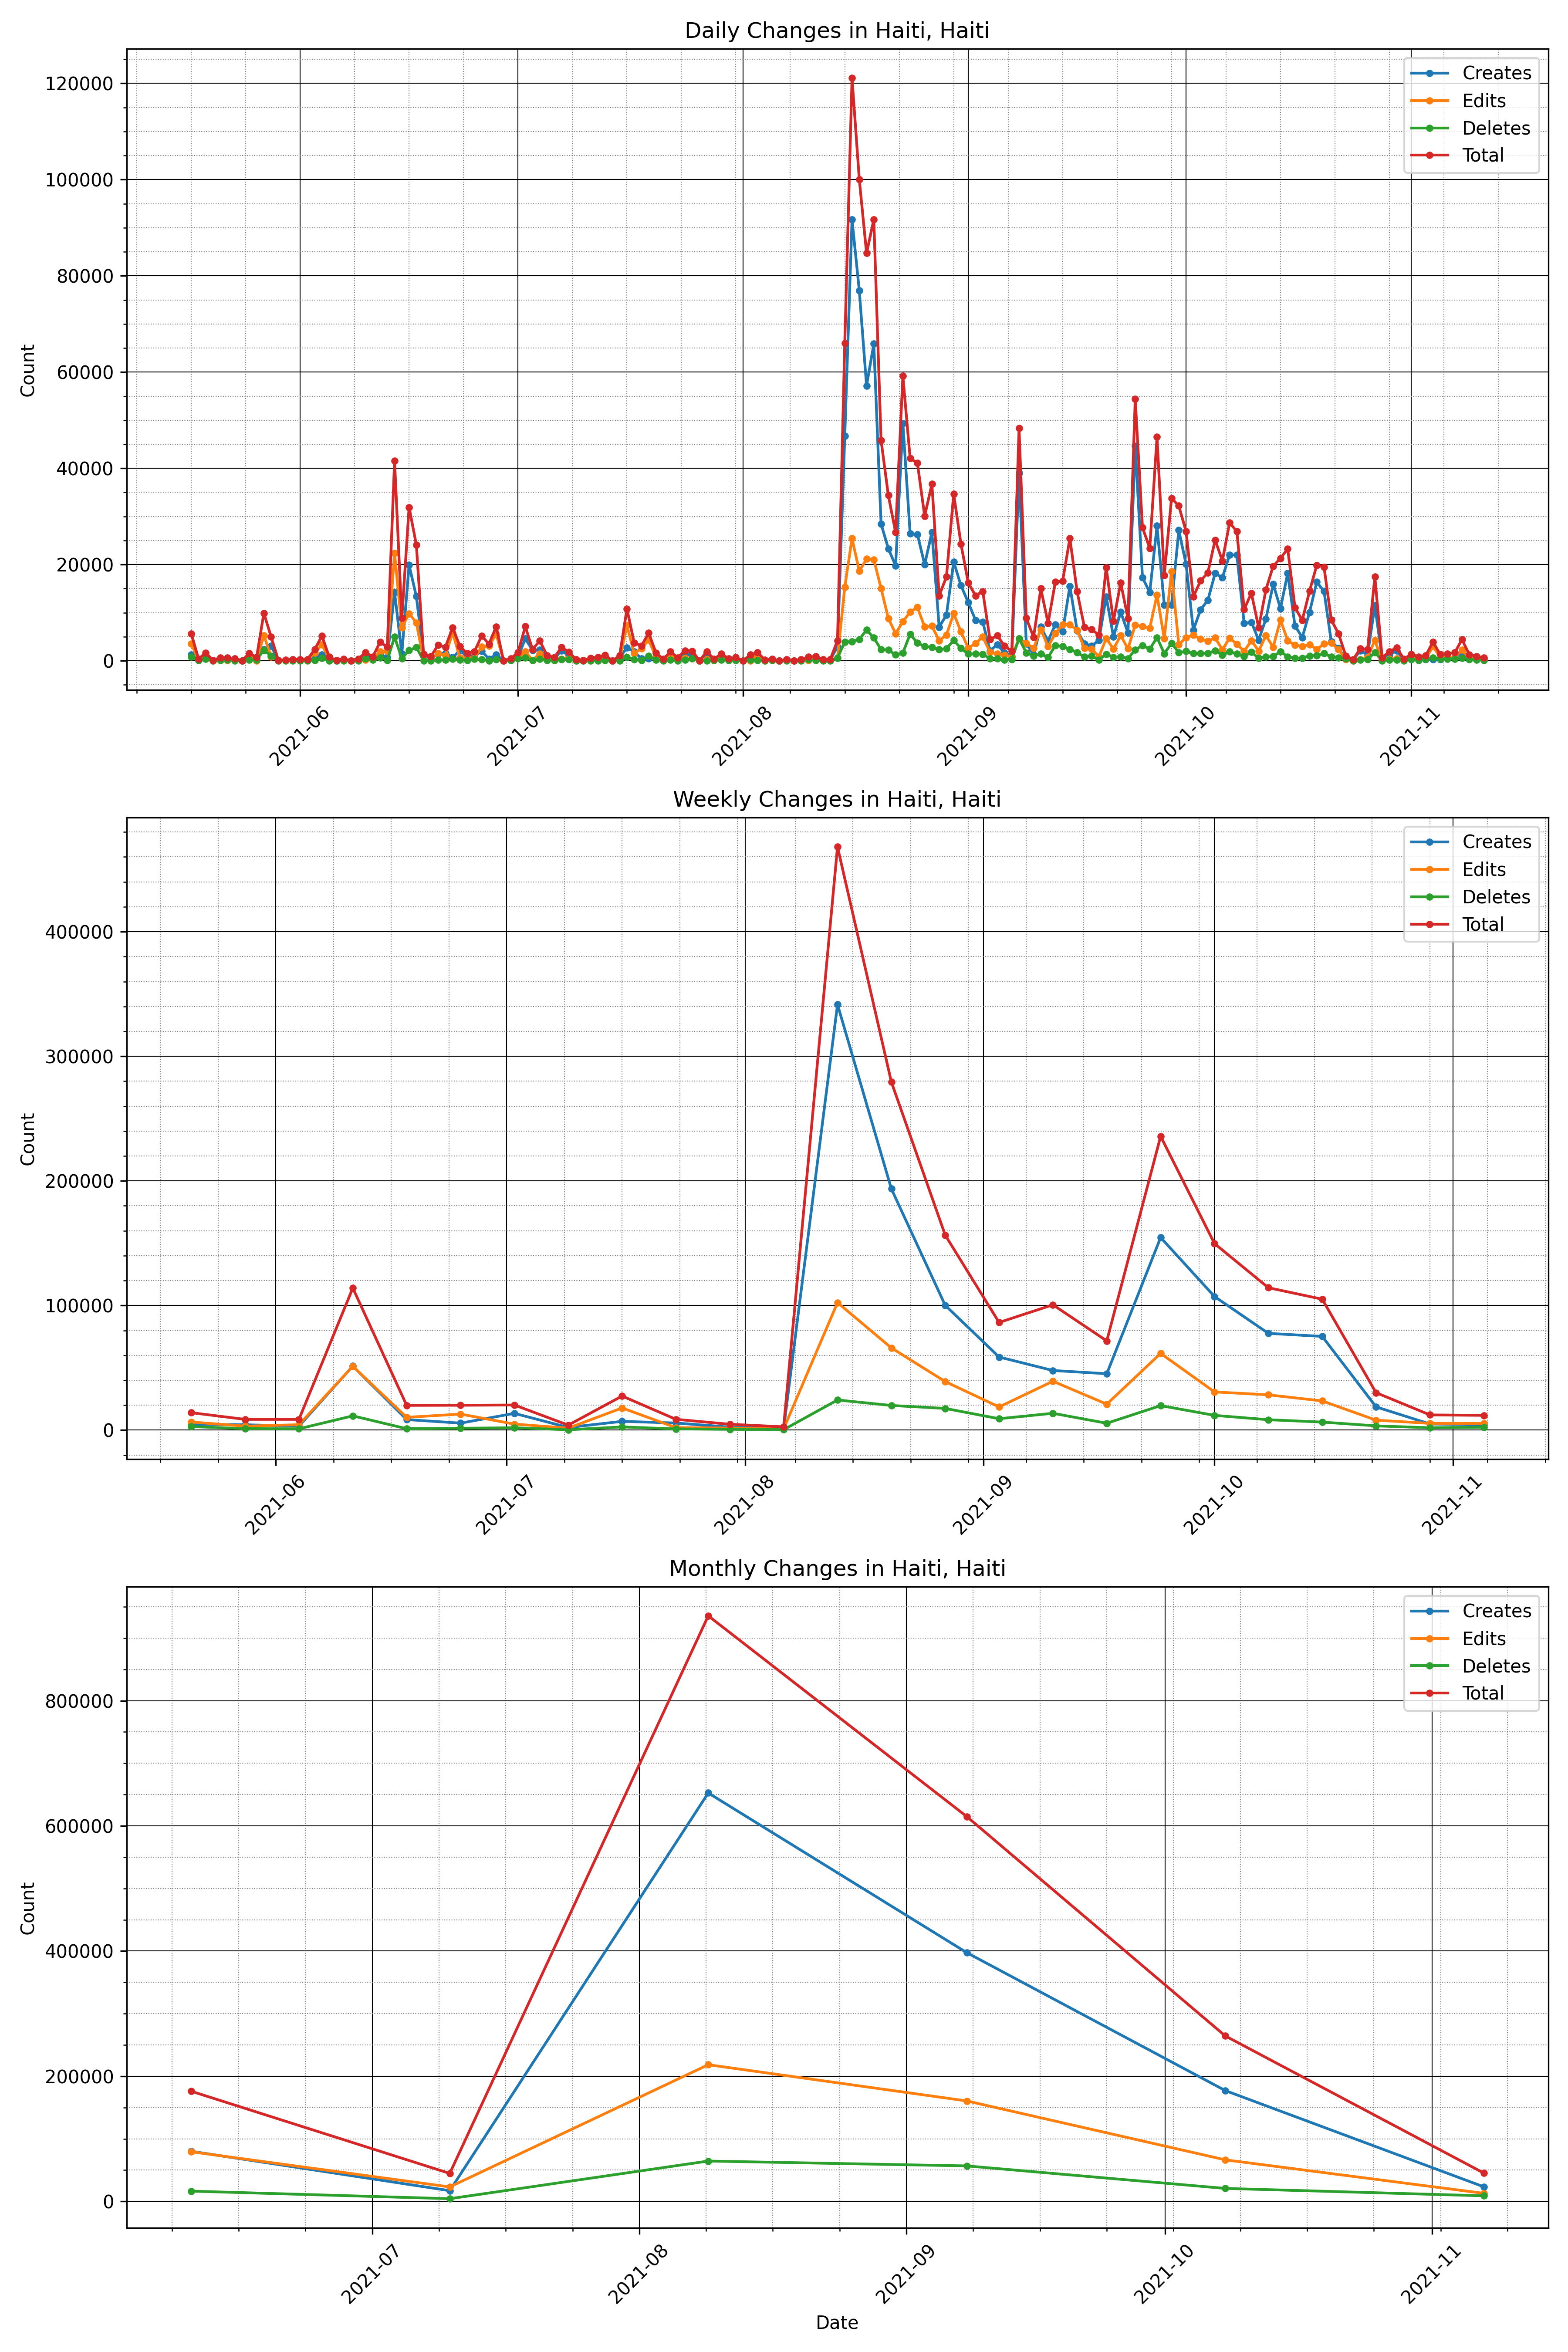 Daily Changes in Haiti, Haiti
Creates
Edits
Deletes
Total
120000
100000
80000
60000
40000
20000
0
Count
2021-06
2021-07
2021-08
2021-09
2021-10
2021-11
Weekly Changes in Haiti, Haiti
Creates
Edits
Deletes
Total
400000
300000
200000
100000
0
Count
2021-06
2021-07
2021-08
2021-09
2021-10
2021-11
Monthly Changes in Haiti, Haiti
Creates
Edits
Deletes
Total
800000
600000
400000
200000
0
Count
2021-07
2021-08
2021-09
2021-10
2021-11
Date